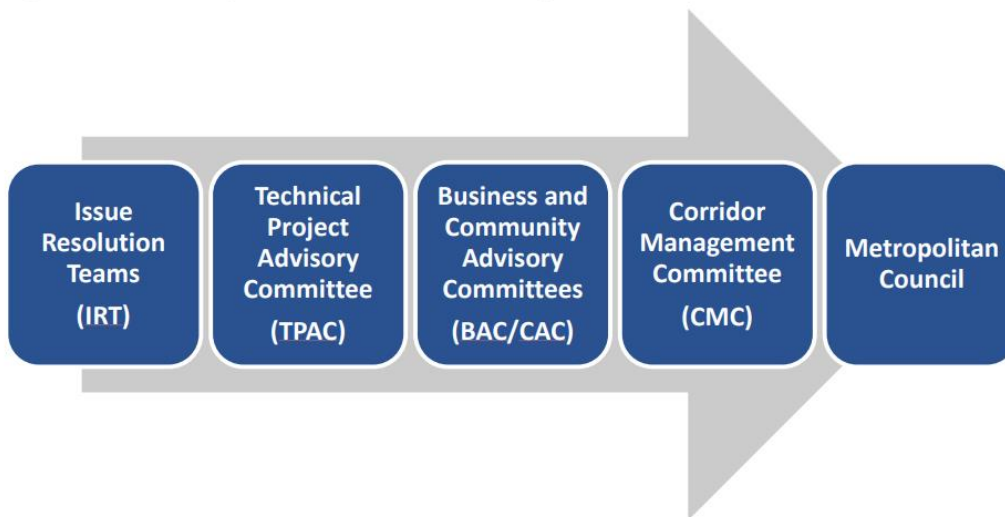 Issue
Resolution
Teams
(IRT)
Technical
Project
Advisory
Committee
(TPAC)
Business and
Community
Advisory
Committees
(BAC/CAC)
Corridor
Management
Committee
(CMC)
Metropolitan
Council